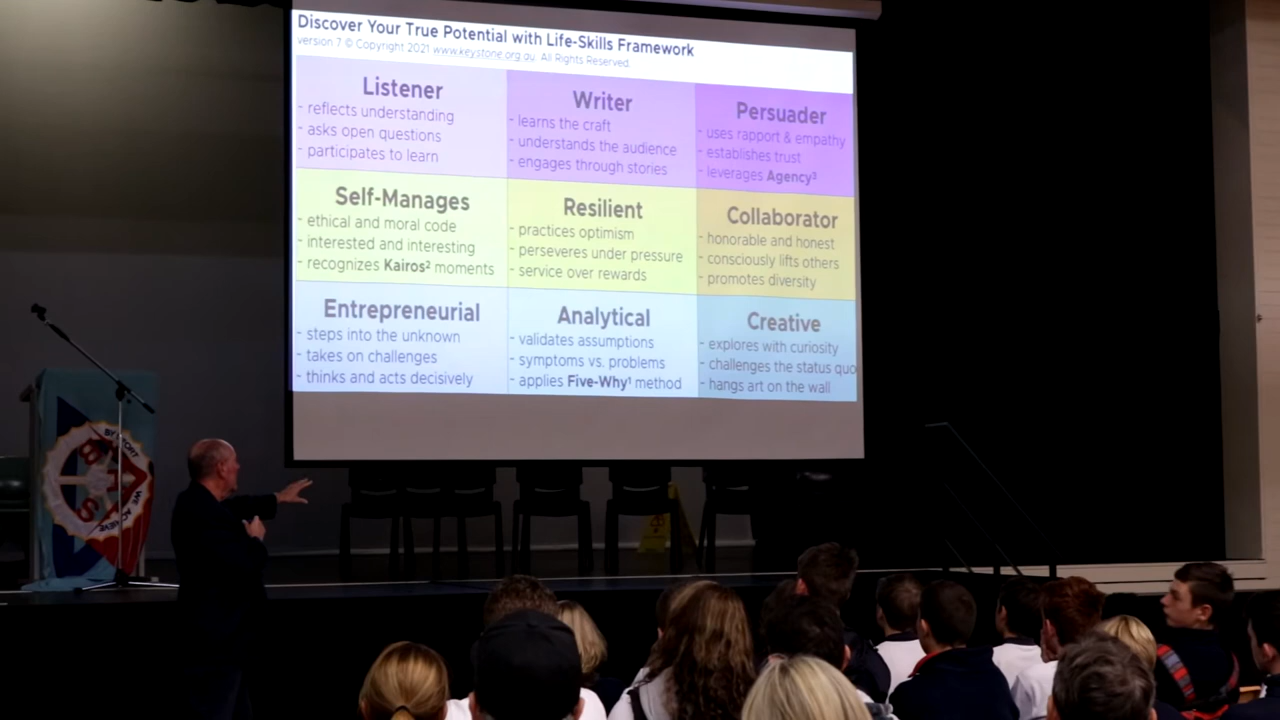 Discover Your True Potential with Life-Skills Framework
version 7 © Copyright 2021 www.keystone.org.au. All Rights Reserved.
Listener
- reflects understanding
- asks open questions
- participates to learn
Writer
- learns the craft
- understands the audience
- engages through stories
Persuader
- uses rapport & empathy
- establishes trust
- leverages Agency³
Self-Manages
- ethical and moral code
- interested and interesting
- recognizes Kairos² moments
Resilient
- practices optimism
- perseveres under pressure
- service over rewards
Collaborator
- honorable and honest
- consciously lifts others
- promotes diversity
Entrepreneurial
- steps into the unknown
- takes on challenges
- thinks and acts decisively
Analytical
- validates assumptions
- symptoms vs. problems
- applies Five-Why¹ method
Creative
- explores with curiosity
- challenges the status quo
- hangs art on the wall
WE ACHIEVE